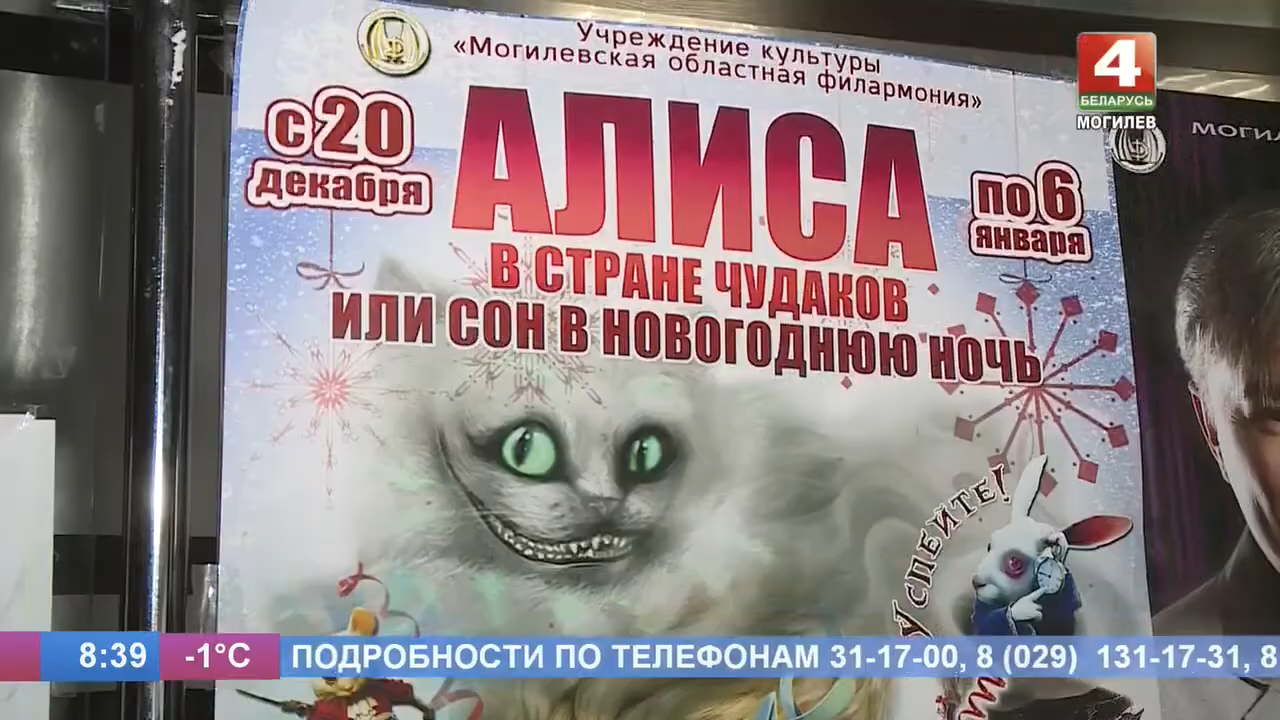 Учреждение культуры
«Могилевская областная филармония»
с 20
декабря
АЛИСА
по 6
января
В СТРАНЕ ЧУДАКОВ
ИЛИ СОН В НОВОГОДНЮЮ НОЧЬ
УСПЕЙТЕ!
4
БЕЛАРУСЬ
МОГИЛЕВ
8:39
-1°C
ПОДРОБНОСТИ ПО ТЕЛЕФОНАМ 31-17-00, 8 (029) 131-17-31, 8